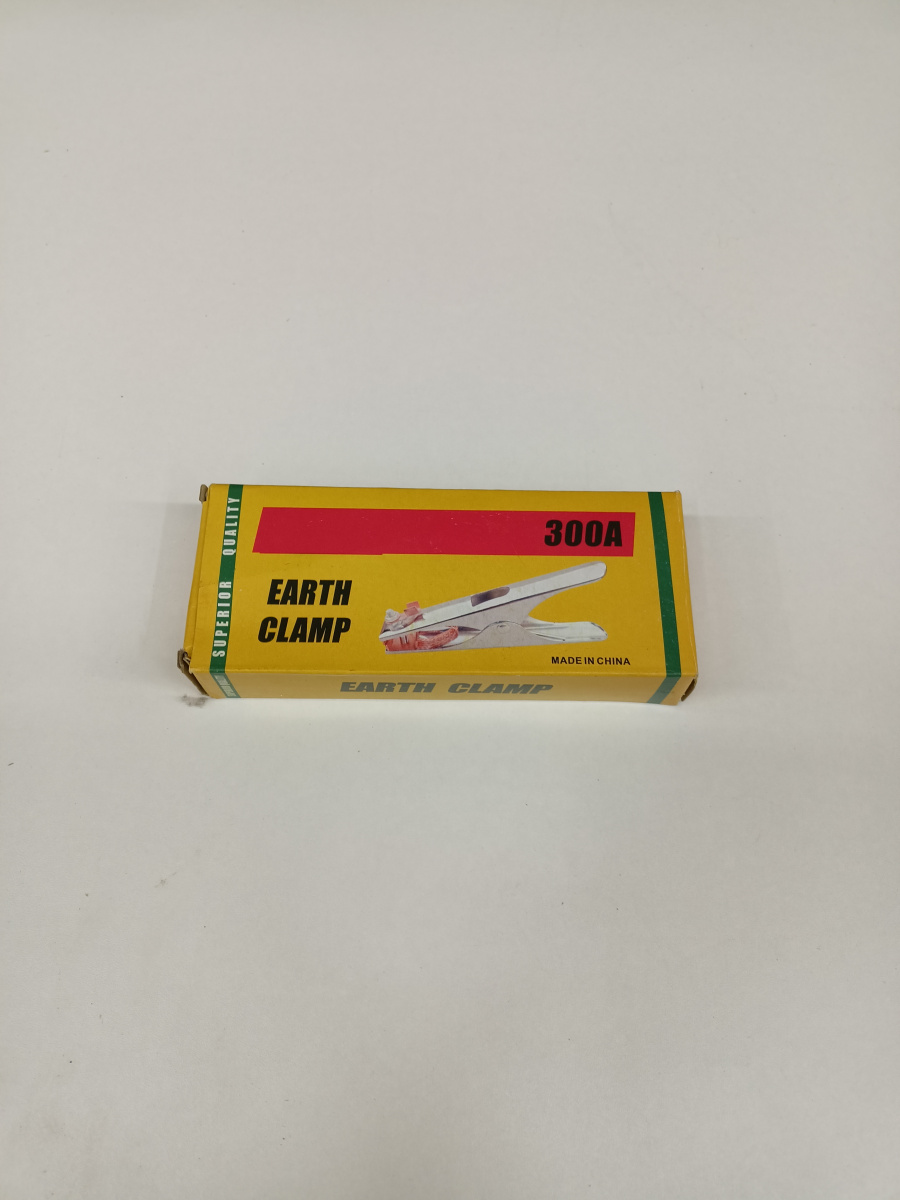 300A
SUPERIOR QUALITY
EARTH
CLAMP
MADE IN CHINA
EARTH CLAMP